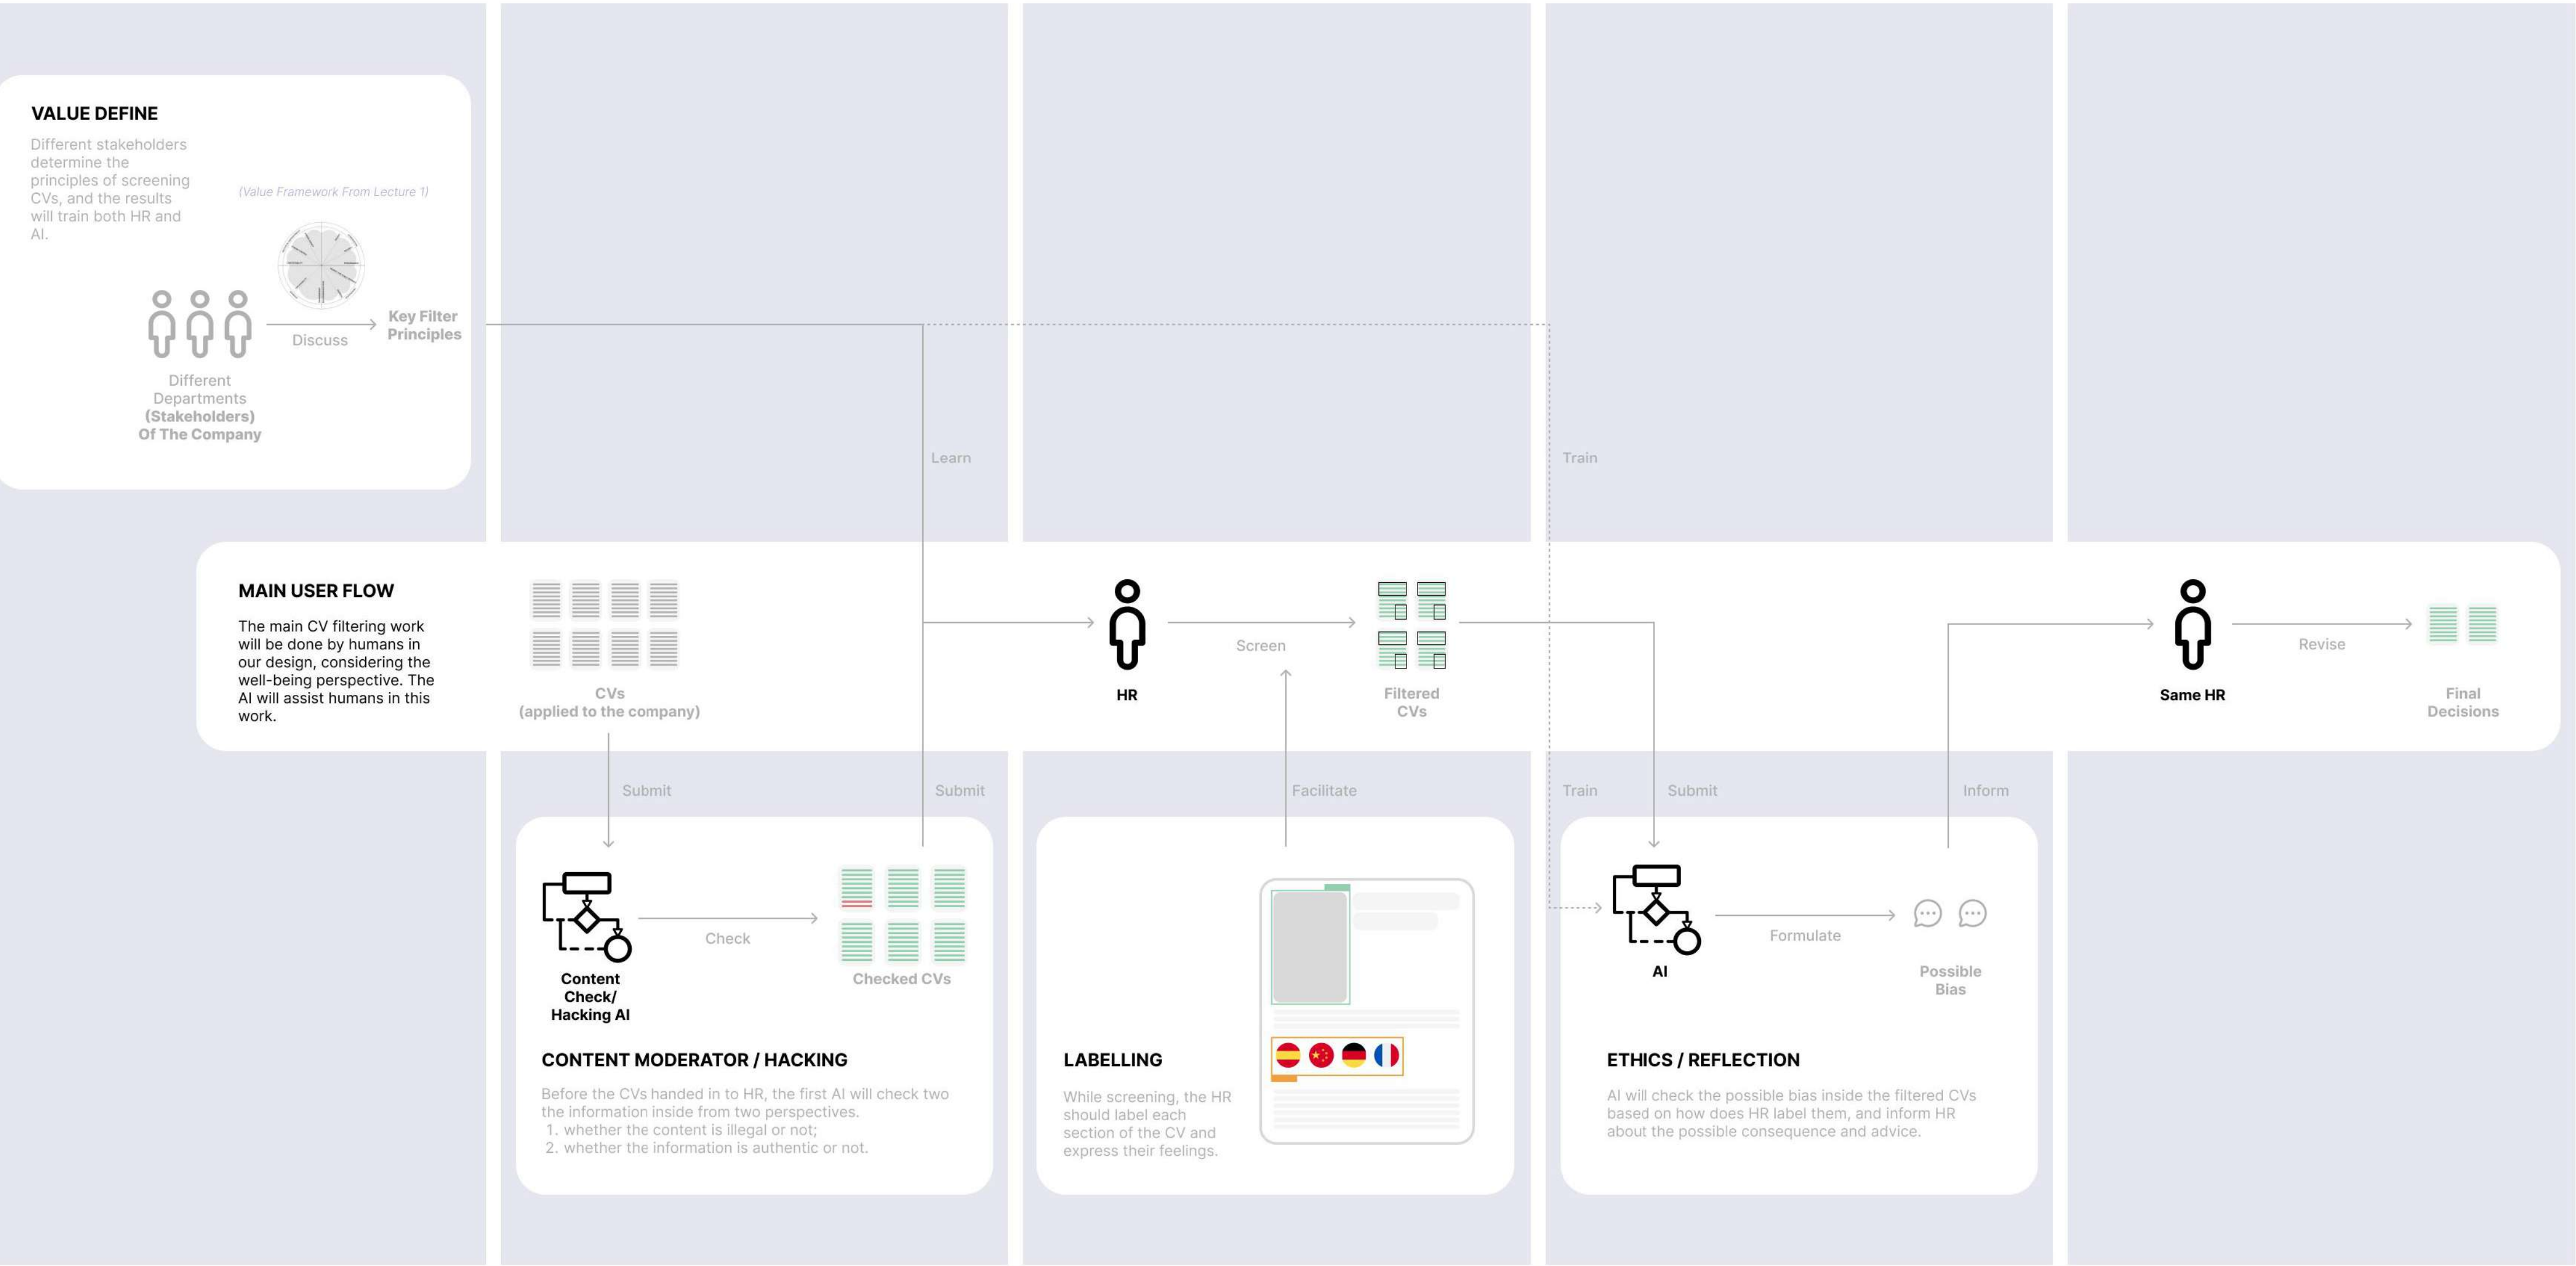 VALUE DEFINE
Different stakeholders
determine the
principles of screening
CVs, and the results
will train both HR and
AI.
(Value Framework From Lecture 1)
Discuss
Key Filter
Principles
Different
Departments
(Stakeholders)
Of The Company
Learn
Train
MAIN USER FLOW
The main CV filtering work
will be done by humans in
our design, considering the
well-being perspective. The
AI will assist humans in this
work.
CVs
(applied to the company)
HR
Screen
Filtered
CVs
Same HR
Revise
Final
Decisions
Submit
Submit
Facilitate
Train
Submit
Inform
Content
Check/
Hacking AI
Check
Checked CVs
CONTENT MODERATOR / HACKING
Before the CVs handed in to HR, the first AI will check two
the information inside from two perspectives.
1. whether the content is illegal or not;
2. whether the information is authentic or not.
LABELLING
While screening, the HR
should label each
section of the CV and
express their feelings.
AI
Formulate
Possible
Bias
ETHICS / REFLECTION
AI will check the possible bias inside the filtered CVs
based on how does HR label them, and inform HR
about the possible consequence and advice.